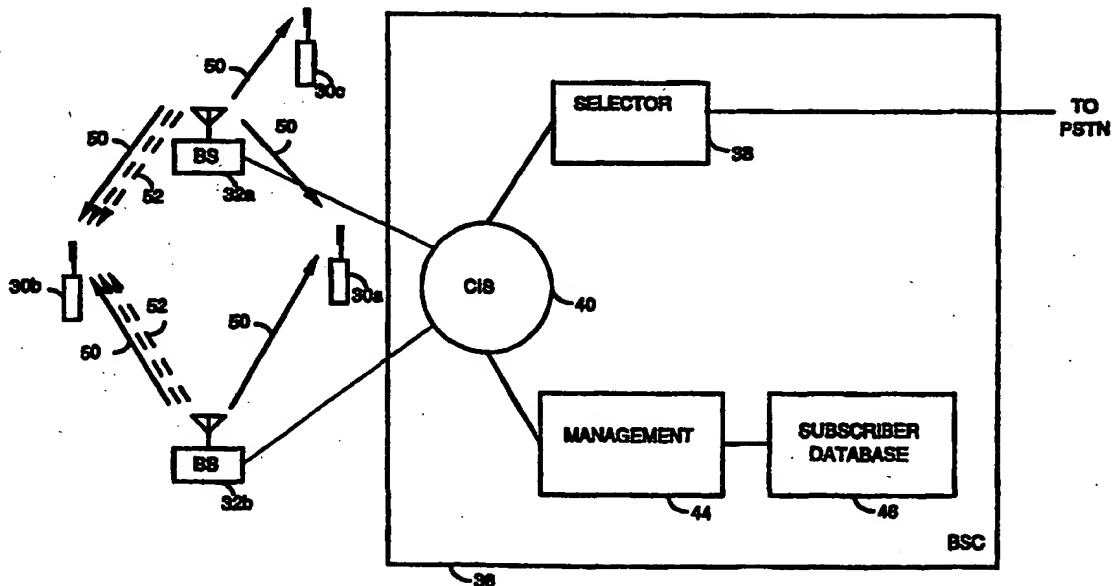 50
30c
50
BS
32a
50
52
SELECTOR
38
TO
PSTN
30b
30a
CIS
40
50
52
50
BS
32b
MANAGEMENT
44
SUBSCRIBER
DATABASE
46
BSC
36